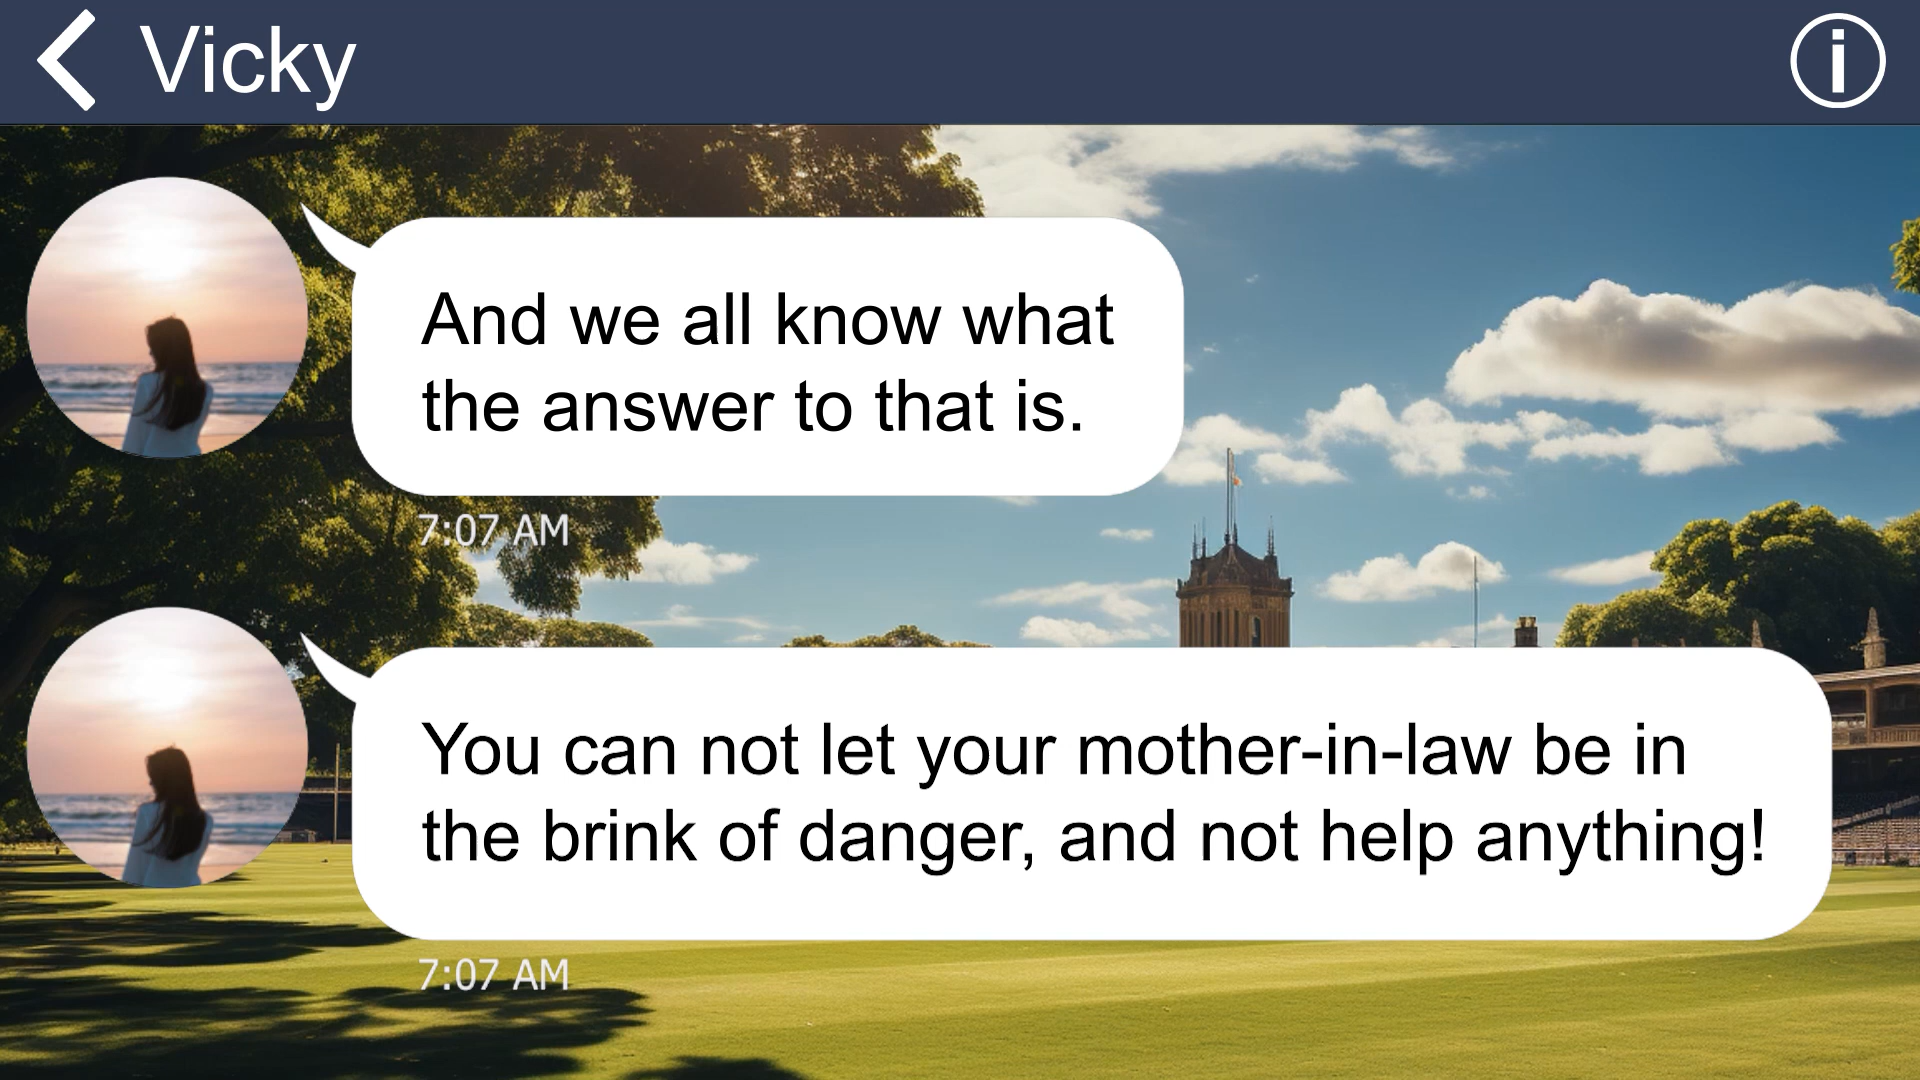 Vicky
And we all know what
the answer to that is.
7:07 AM
You can not let your mother-in-law be in
the brink of danger, and not help anything!
7:07 AM